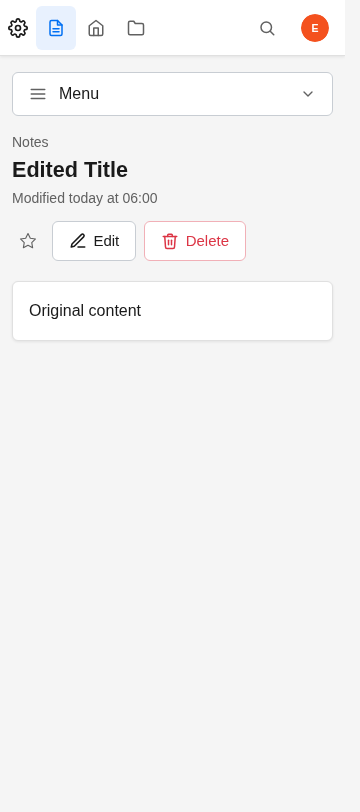 E
Menu
Notes
Edited Title
Modified today at 06:00
Edit
Delete
Original content